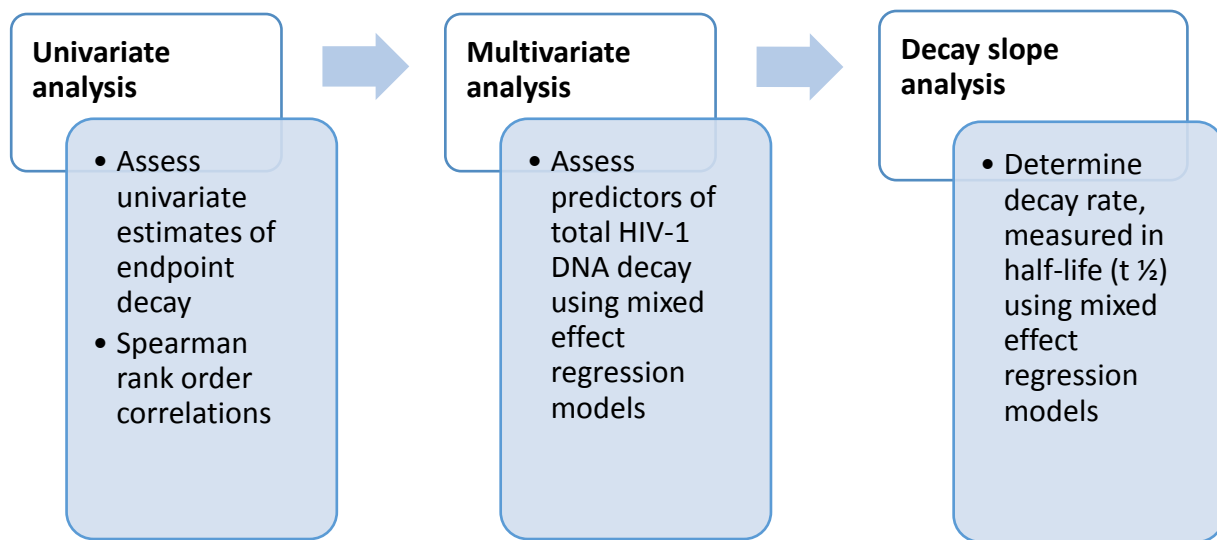 Univariate
analysis
• Assess
univariate
estimates of
endpoint
decay
• Spearman
rank order
correlations
Multivariate
analysis
• Assess
predictors of
total HIV-1
DNA decay
using mixed
effect
regression
models
Decay slope
analysis
• Determine
decay rate,
measured in
half-life (t ½)
using mixed
effect
regression
models